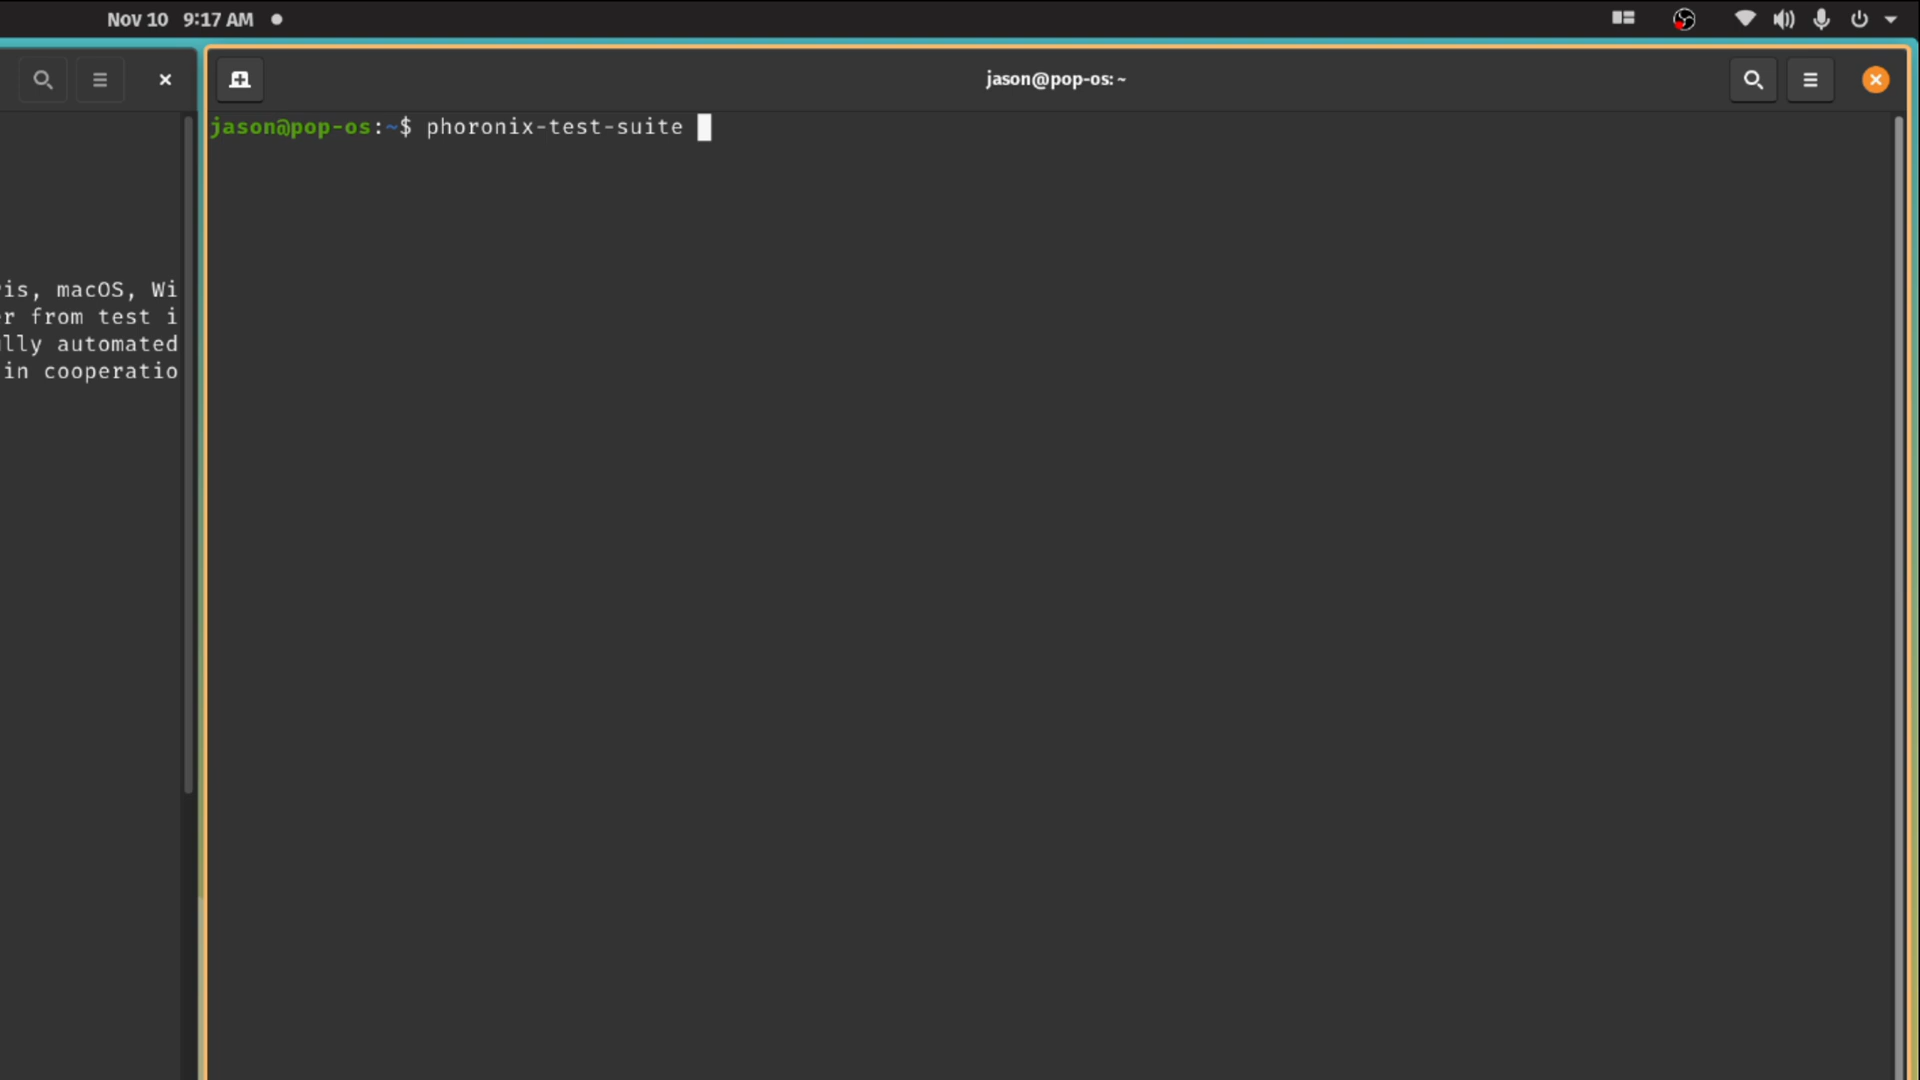 Nov 10 9:17 AM
jason@pop-os: ~
jason@pop-os:~$ phoronix-test-suite
is, macOS, Wi
r from test i
lly automated
in cooperatio